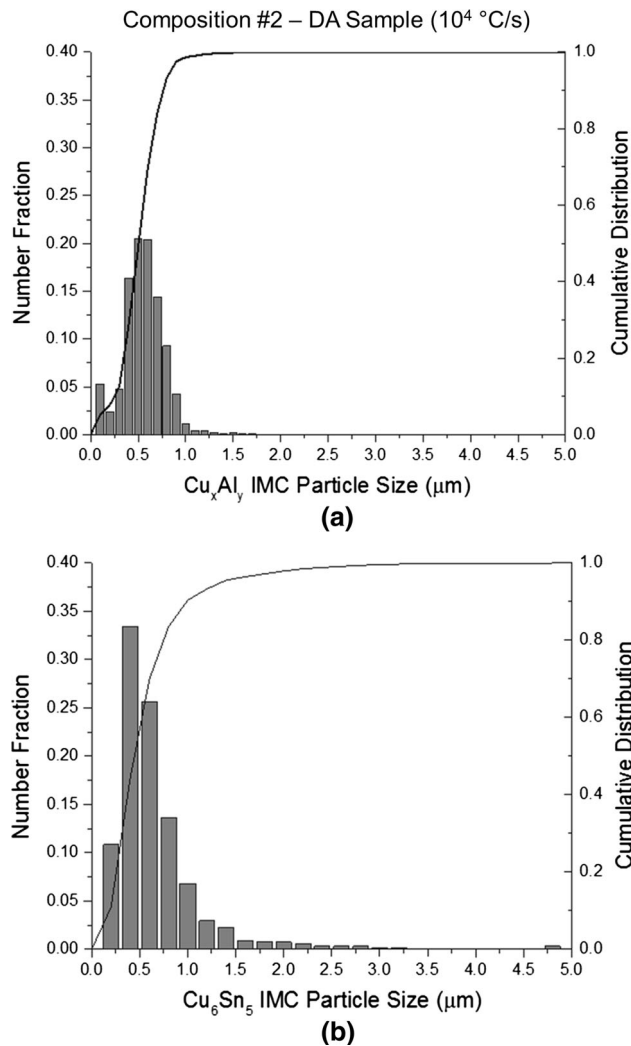 Composition #2 – DA Sample (10⁴ °C/s)
0.40
0.35
0.30
0.25
0.20
0.15
0.10
0.05
0.00
Number Fraction
1.0
0.8
0.6
0.4
0.2
0.0
Cumulative Distribution
0.0 0.5 1.0 1.5 2.0 2.5 3.0 3.5 4.0 4.5 5.0
CuₓAlᵧ IMC Particle Size (μm)
(a)
0.40
0.35
0.30
0.25
0.20
0.15
0.10
0.05
0.00
Number Fraction
1.0
0.8
0.6
0.4
0.2
0.0
Cumulative Distribution
0.0 0.5 1.0 1.5 2.0 2.5 3.0 3.5 4.0 4.5 5.0
Cu₆Sn₅ IMC Particle Size (μm)
(b)